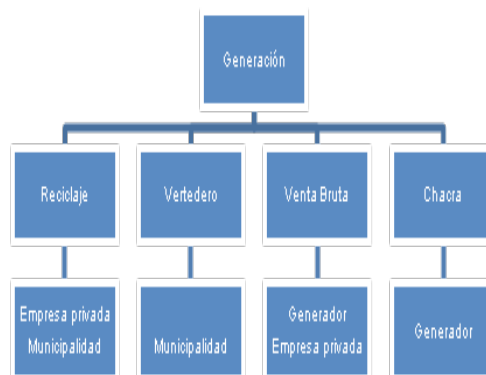 Generación
Reciclaje
Vertedero
Venta Bruta
Chacra
Empresa privada
Municipalidad
Municipalidad
Generador
Empresa privada
Generador